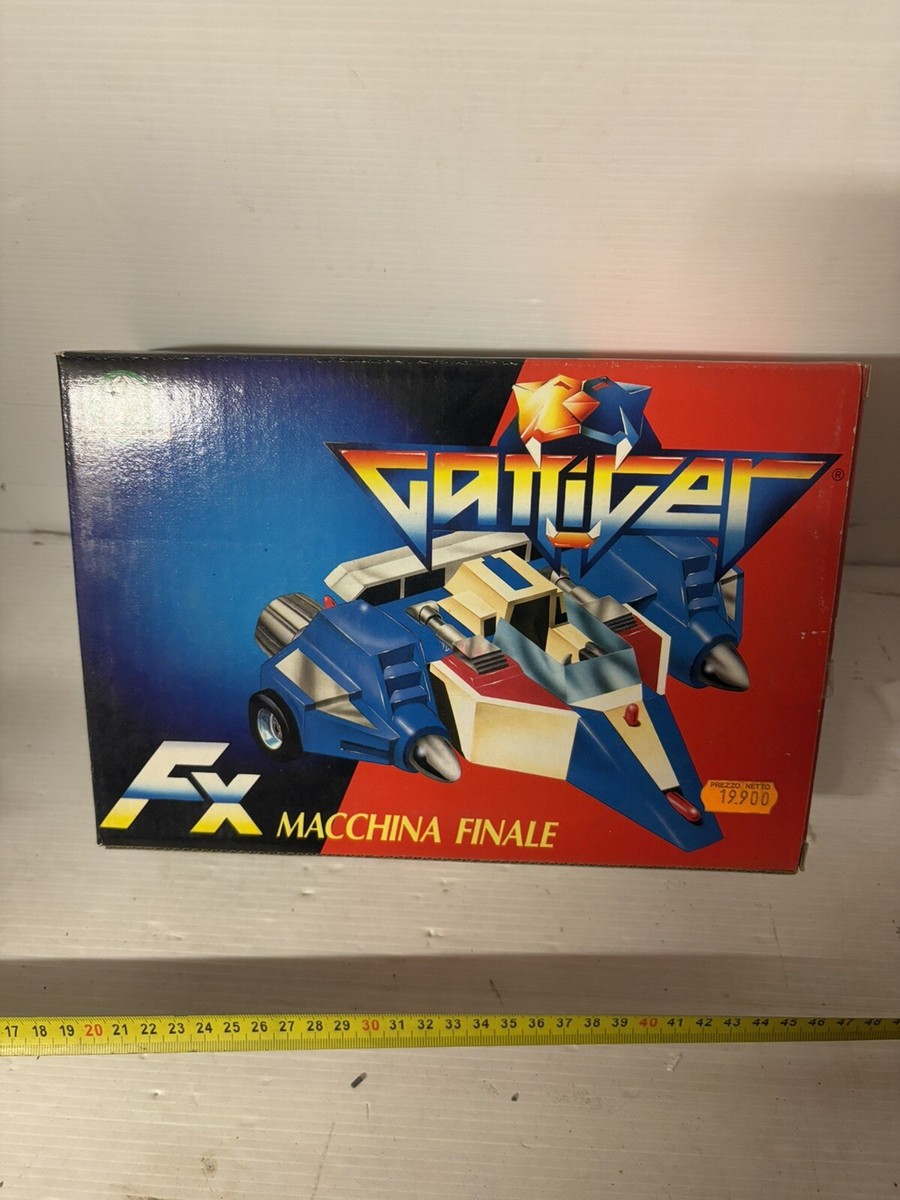 GATTIGER ®
FX MACCHINA FINALE
PREZZO NETTO
19.900
17 18 19 20 21 22 23 24 25 26 27 28 29 30 31 32 33 34 35 36 37 38 39 40 41 42 43 44 45 46 47 48